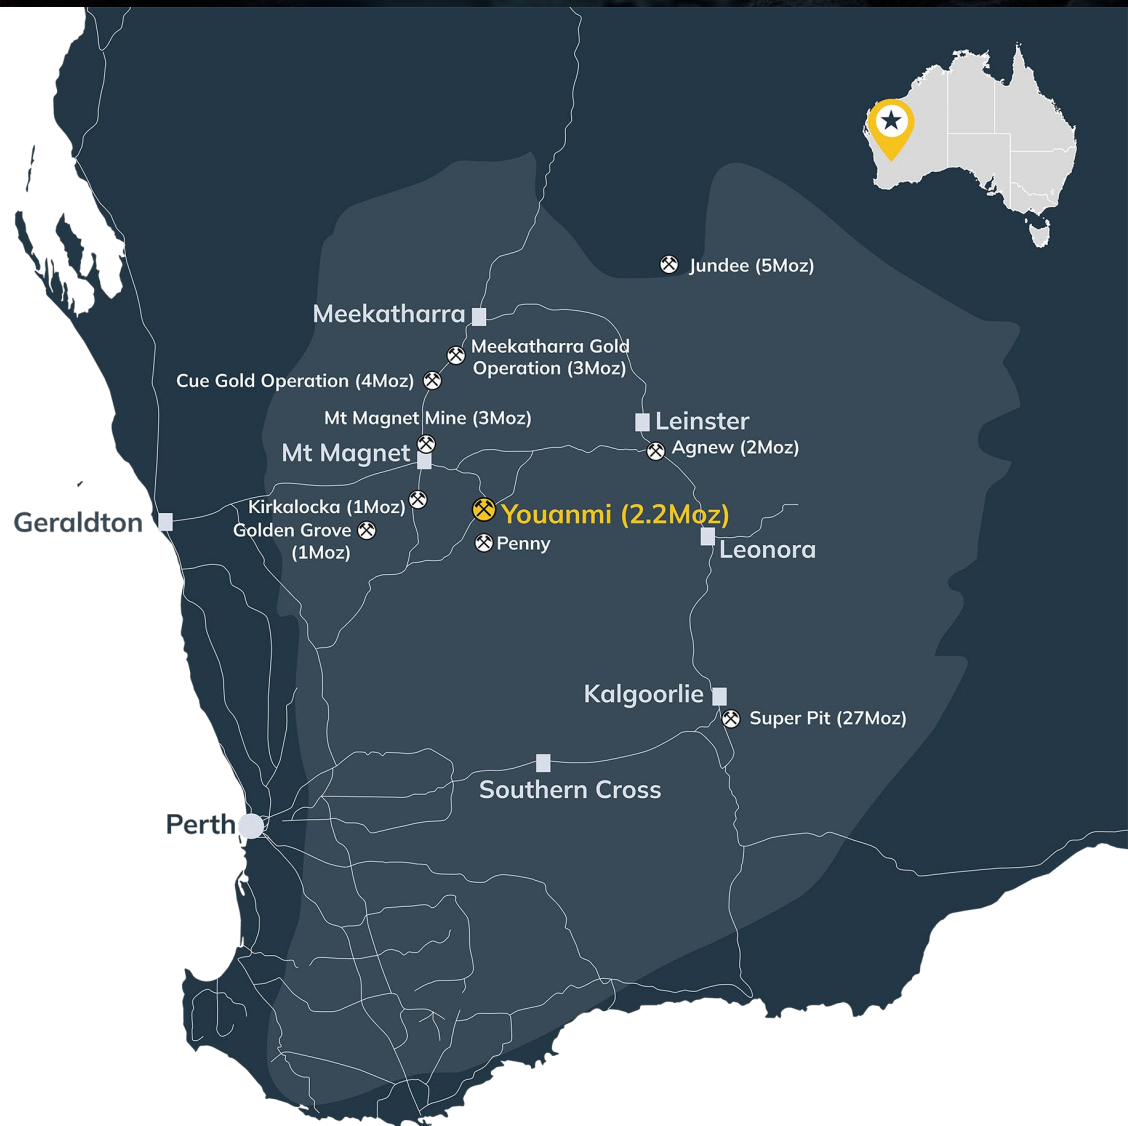 Jundee (5Moz)
Meekatharra
Meekatharra Gold
Operation (3Moz)
Cue Gold Operation (4Moz)
Mt Magnet Mine (3Moz)
Leinster
Mt Magnet
Agnew (2Moz)
Kirkalocka (1Moz)
Youanmi (2.2Moz)
Geraldton
Golden Grove
(1Moz)
Penny
Leonora
Kalgoorlie
Super Pit (27Moz)
Southern Cross
Perth